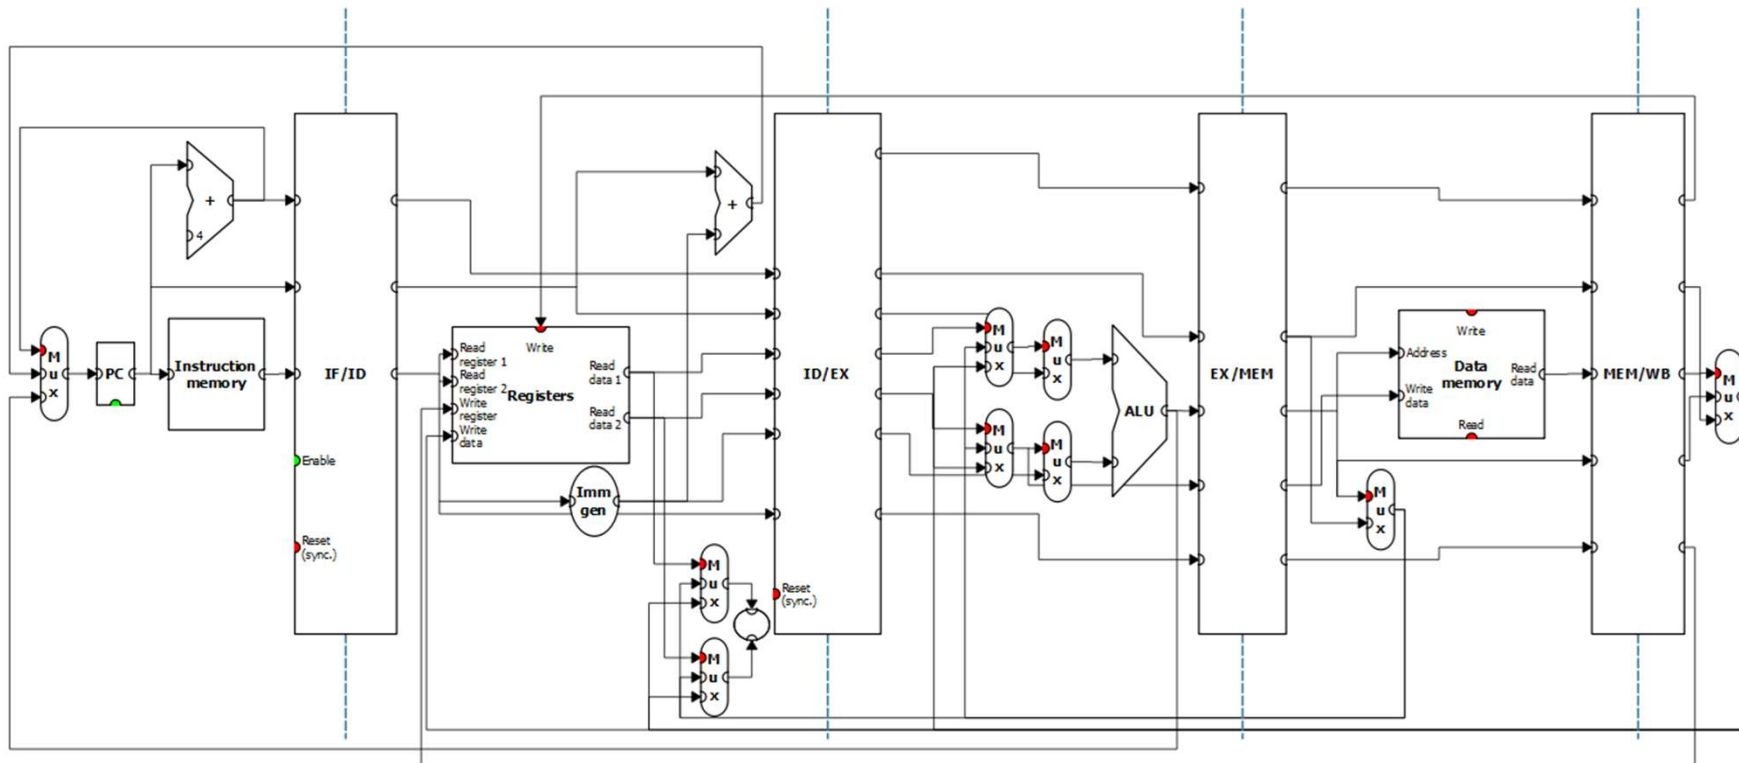 +
4
M
u
x
PC
Instruction
memory
IF/ID
Enable
Reset
(sync.)
Write
Read
register 1
Read
register 2
Write
register
Write
data
Registers
Read
data 1
Read
data 2
Imm
gen
+
M
u
x
M
u
x
ID/EX
Reset
(sync.)
M
u
x
M
u
x
M
u
x
M
u
x
ALU
EX/MEM
Write
Address
Write
data
Data
memory
Read
data
Read
M
u
x
MEM/WB
M
u
x